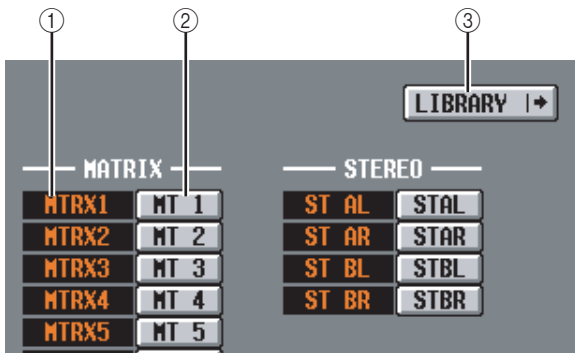 ① ② ③
LIBRARY
MATRIX STEREO
MTRX1 MT 1 ST AL STAL
MTRX2 MT 2 ST AR STAR
MTRX3 MT 3 ST BL STBL
MTRX4 MT 4 ST BR STBR
MTRX5 MT 5